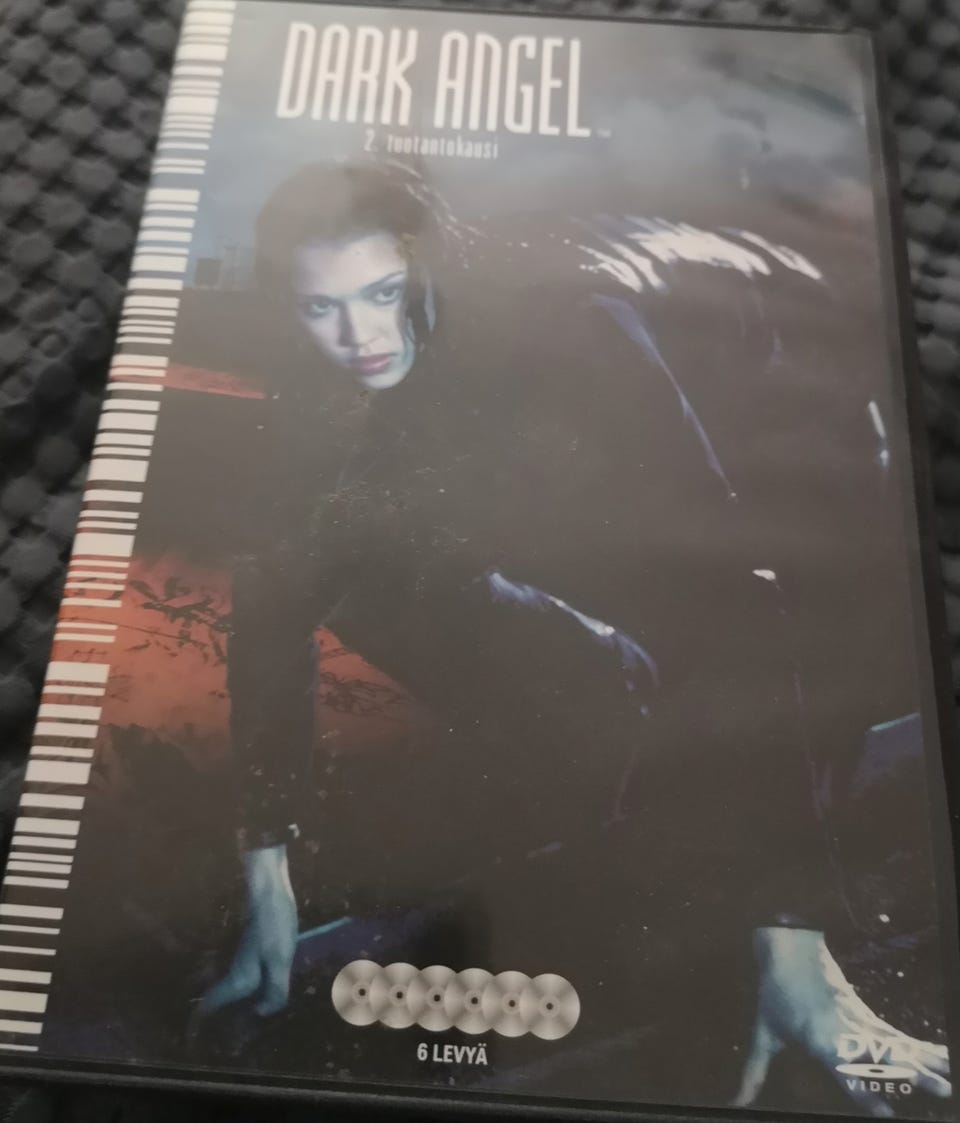 DARK ANGEL
2. tuotantokausi
6 LEVYÄ
DVD
VIDEO